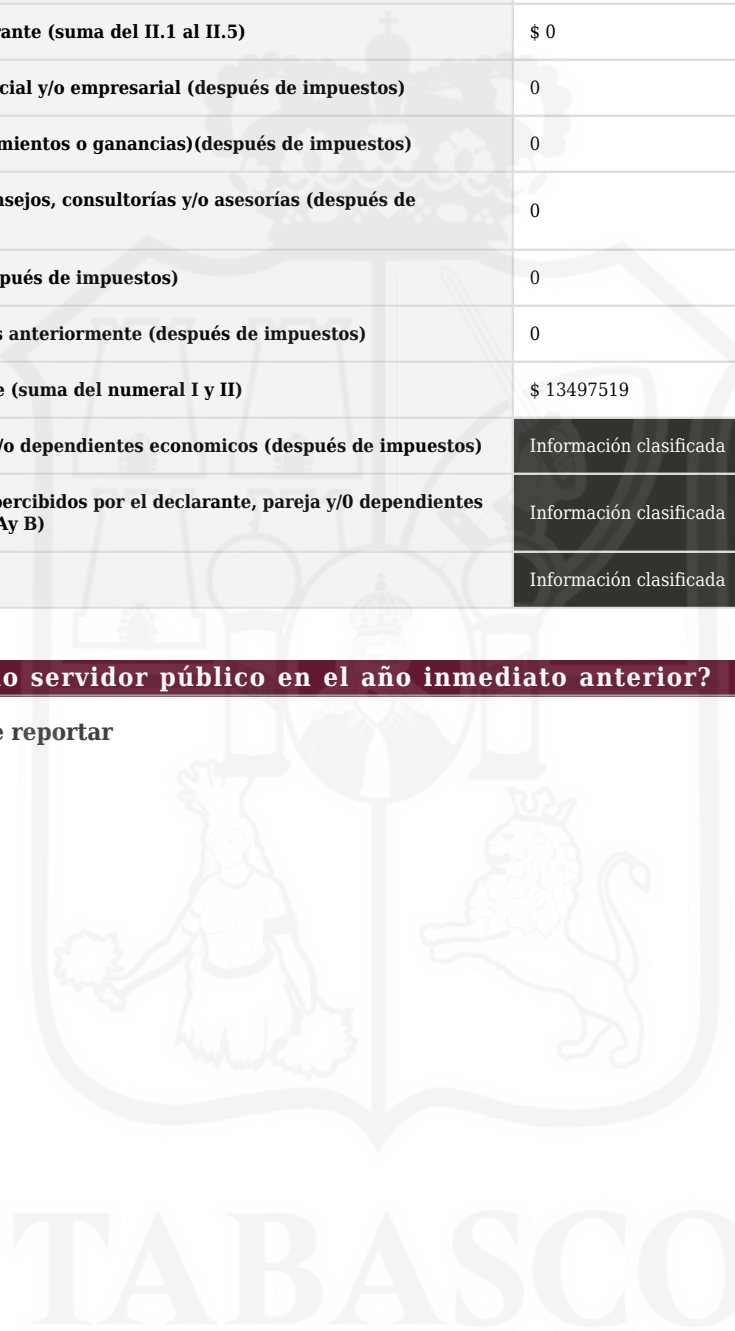 ante (suma del II.1 al II.5) $ 0
cial y/o empresarial (después de impuestos) 0
mientos o ganancias)(después de impuestos) 0
nsejos, consultorías y/o asesorías (después de
0
pués de impuestos) 0
s anteriormente (después de impuestos) 0
e (suma del numeral I y II) $ 13497519
/o dependientes economicos (después de impuestos) Información clasificada
percibidos por el declarante, pareja y/0 dependientes
Ay B) Información clasificada
Información clasificada
o servidor público en el año inmediato anterior?
e reportar
TABASCO